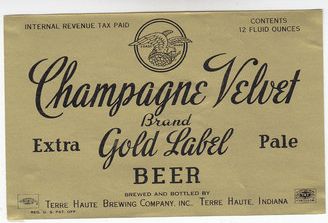 INTERNAL REVENUE TAX PAID
CONTENTS
12 FLUID OUNCES
Champagne Velvet
Brand
Extra Gold Label Pale
BEER
BREWED AND BOTTLED BY
TERRE HAUTE BREWING COMPANY, INC., TERRE HAUTE, INDIANA
REG. U.S. PAT. OFF.